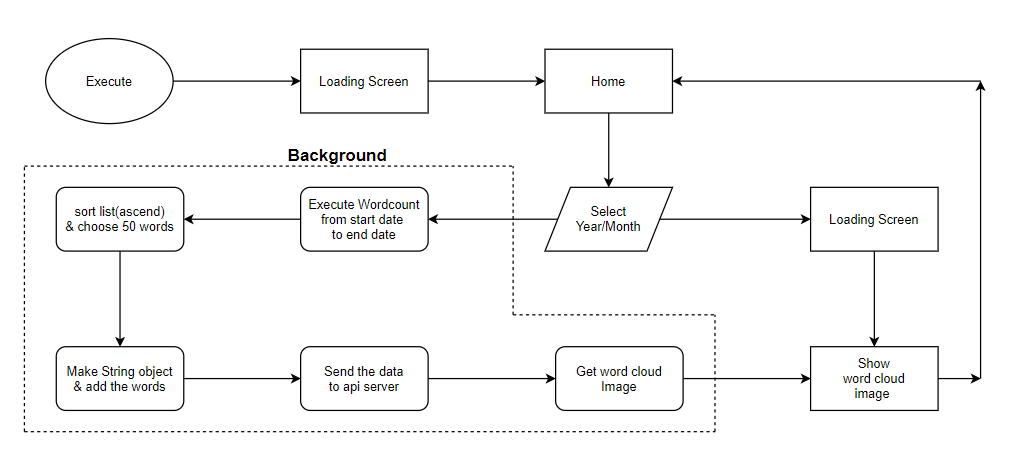 Execute
Loading Screen
Home
Background
sort list(ascend)
& choose 50 words
Execute Wordcount
from start date
to end date
Select
Year/Month
Loading Screen
Make String object
& add the words
Send the data
to api server
Get word cloud
Image
Show
word cloud
image